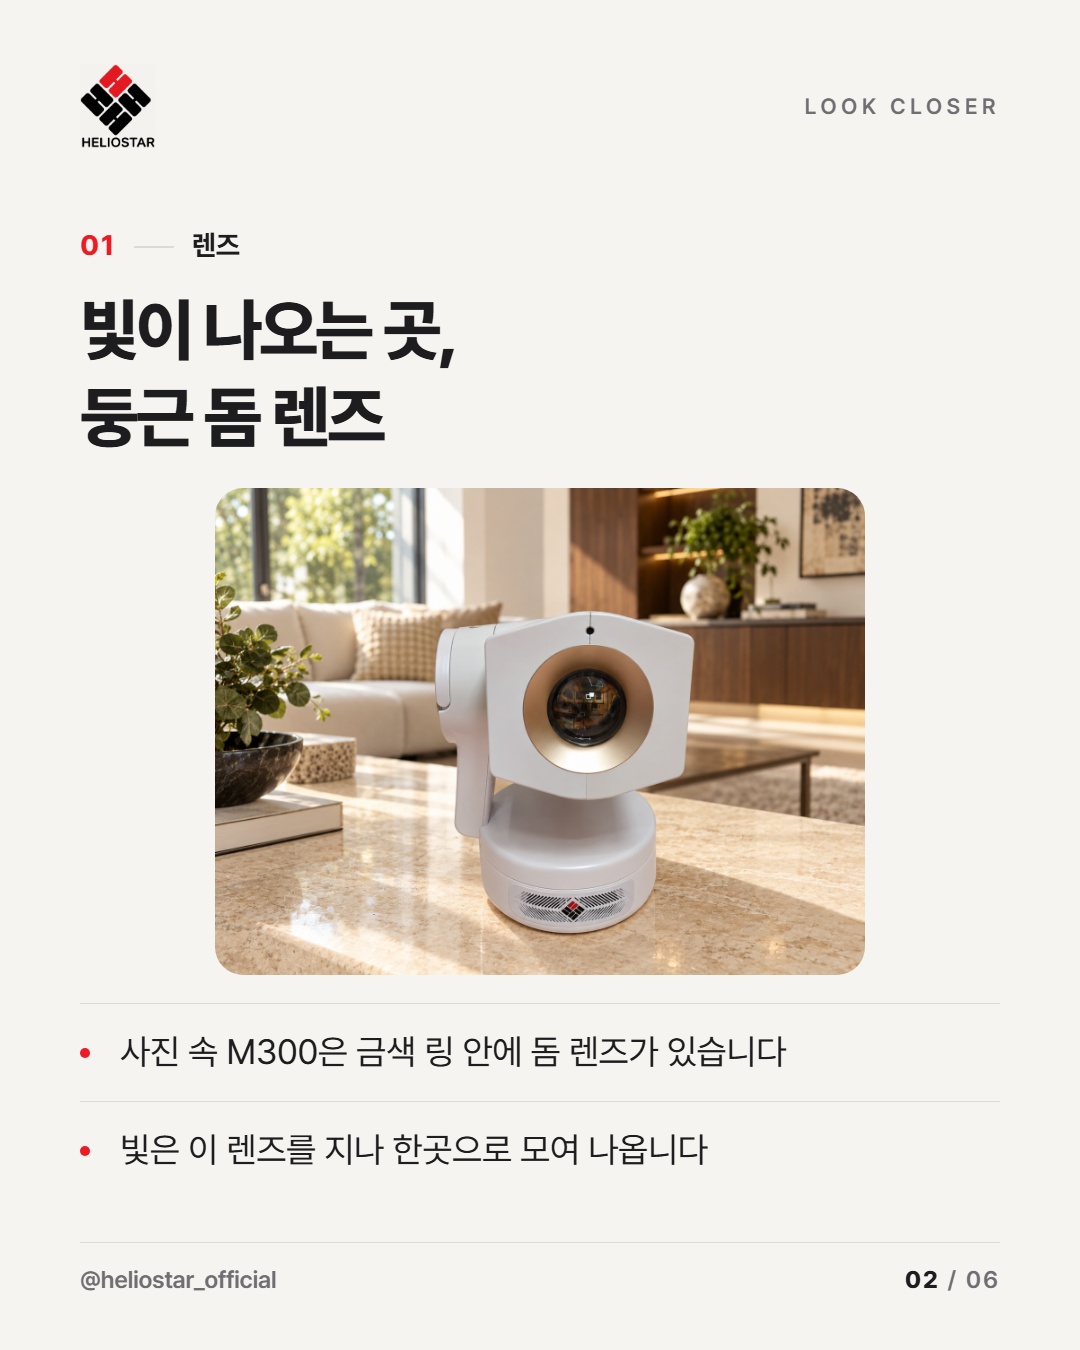 HELIOSTAR
LOOK CLOSER
01 — 렌즈
빛이 나오는 곳,
둥근 돔 렌즈
• 사진 속 M300은 금색 링 안에 돔 렌즈가 있습니다
• 빛은 이 렌즈를 지나 한곳으로 모여 나옵니다
@heliostar_official
02 / 06